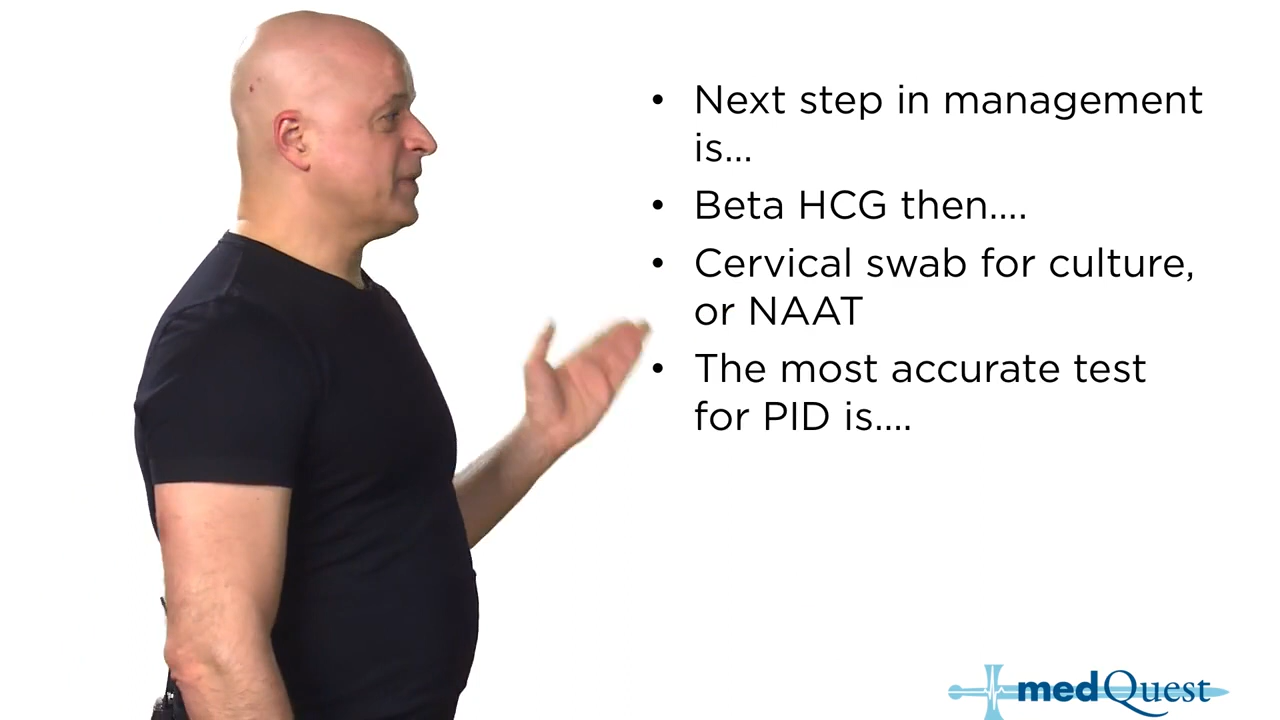 • Next step in management
is...
• Beta HCG then....
• Cervical swab for culture,
or NAAT
• The most accurate test
for PID is....
medQuest